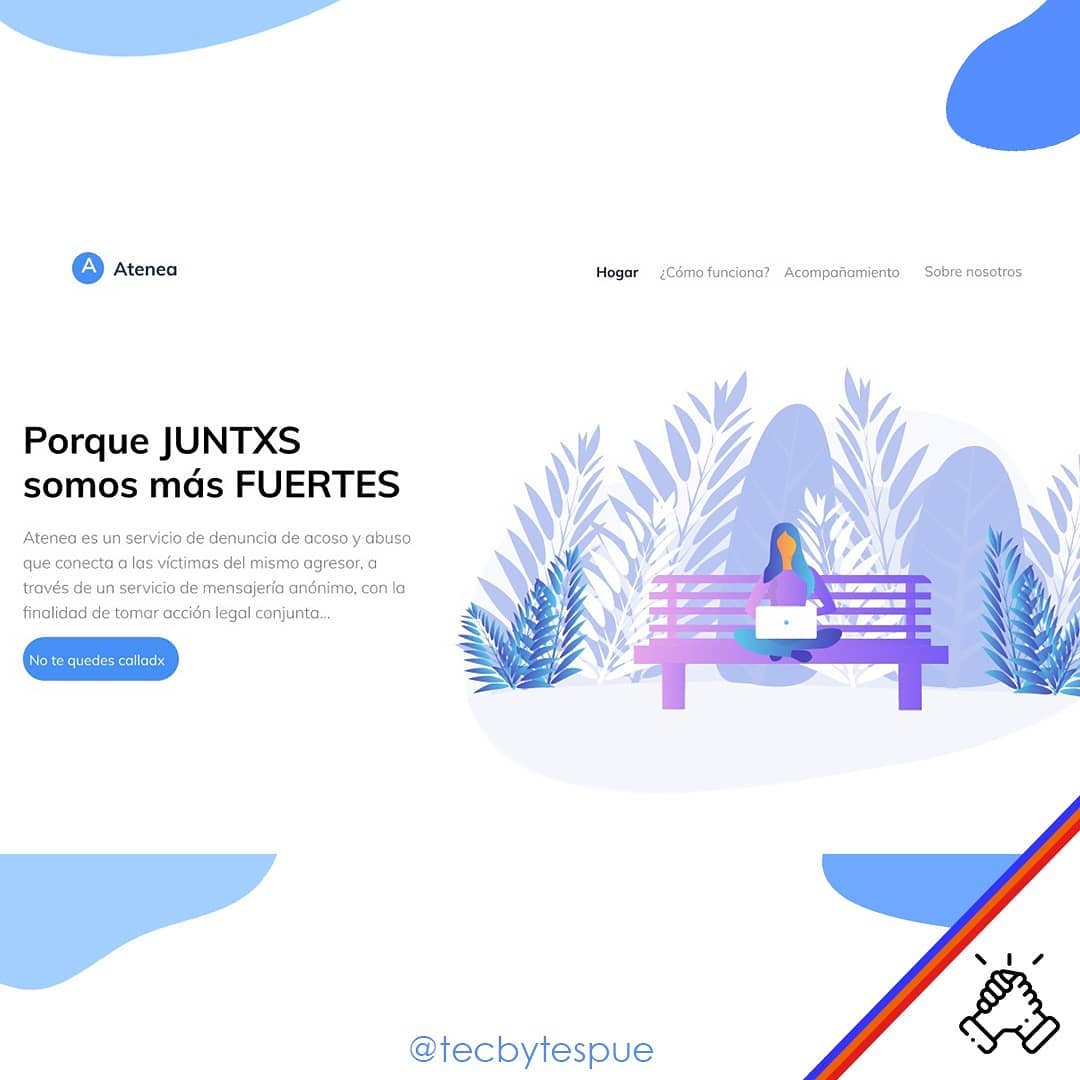 A Atenea
Hogar ¿Cómo funciona? Acompañamiento Sobre nosotros
Porque JUNTXS
somos más FUERTES
Atenea es un servicio de denuncia de acoso y abuso
que conecta a las víctimas del mismo agresor, a
través de un servicio de mensajería anónimo, con la
finalidad de tomar acción legal conjunta...
No te quedes calladx
@tecbytespue